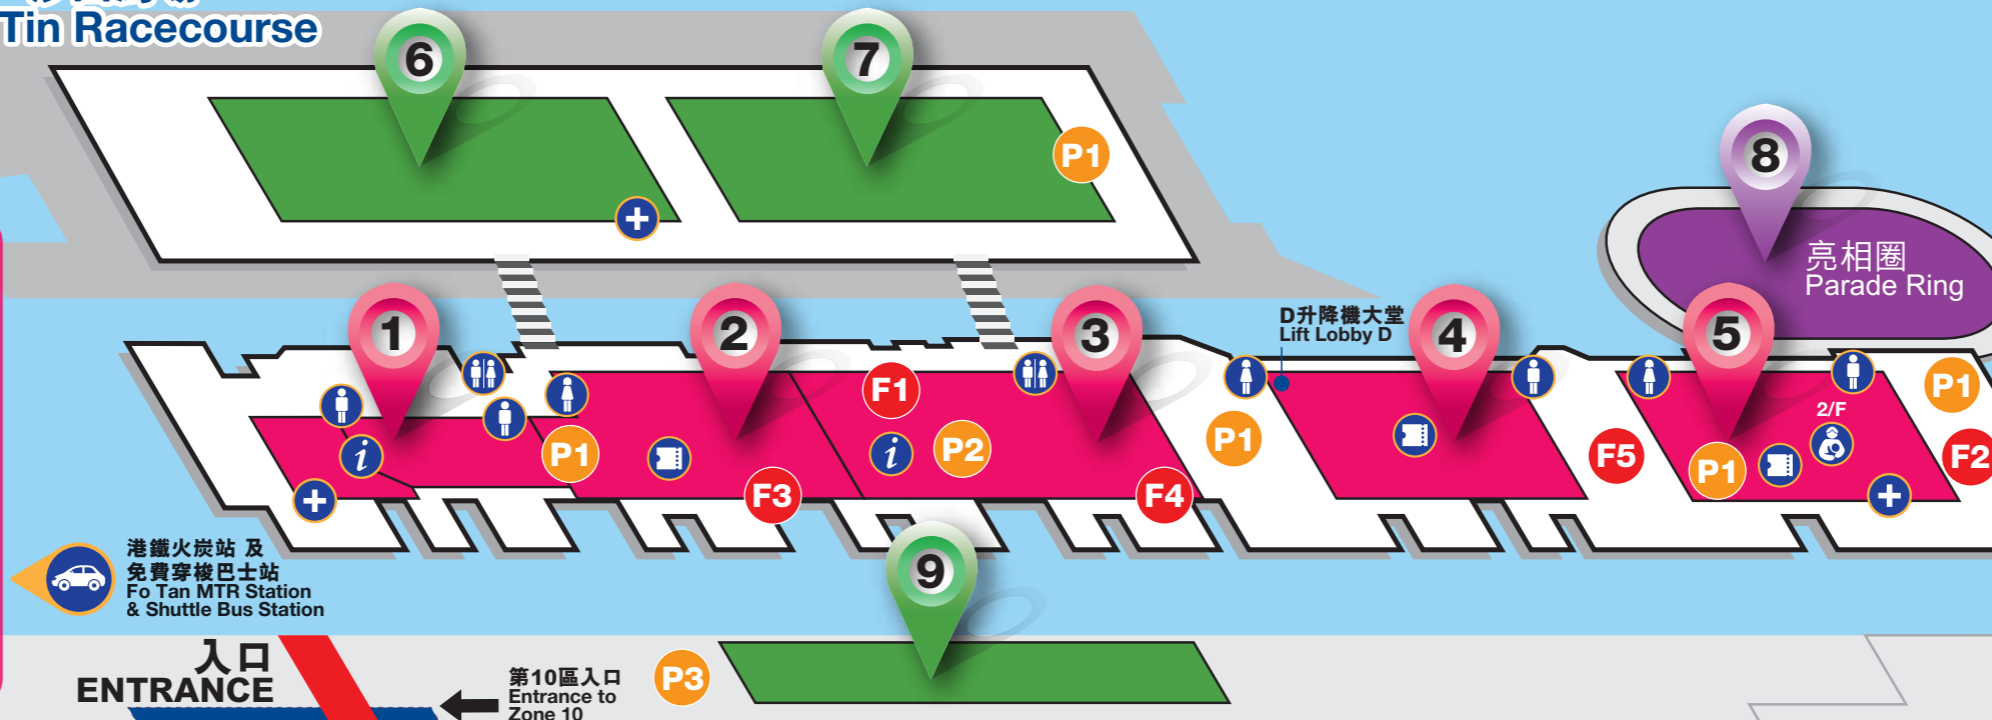 Tin Racecourse
6
7
P1
8
亮相圈
Parade Ring
D升降機大堂
Lift Lobby D
1
2
3
4
5
F1
P1
2/F
i
P1
i
P2
P1
F5
P1
F2
F3
F4
港鐵火炭站 及
免費穿梭巴士站
Fo Tan MTR Station
& Shuttle Bus Station
9
入口
ENTRANCE
第10區入口
Entrance to
Zone 10
P3